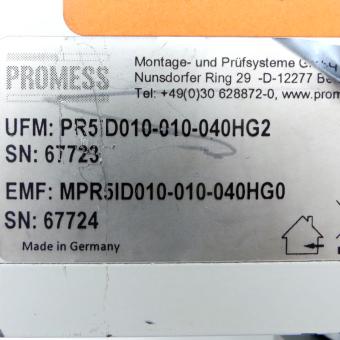 PROMESS
Montage- und Prüfsysteme
Nunsdorfer Ring 29 -D-12277
Tel: +49(0)30 628872-0, www.prom
UFM: PR5ID010-010-040HG2
SN: 67723
EMF: MPR5ID010-010-040HG0
SN: 67724
Made in Germany